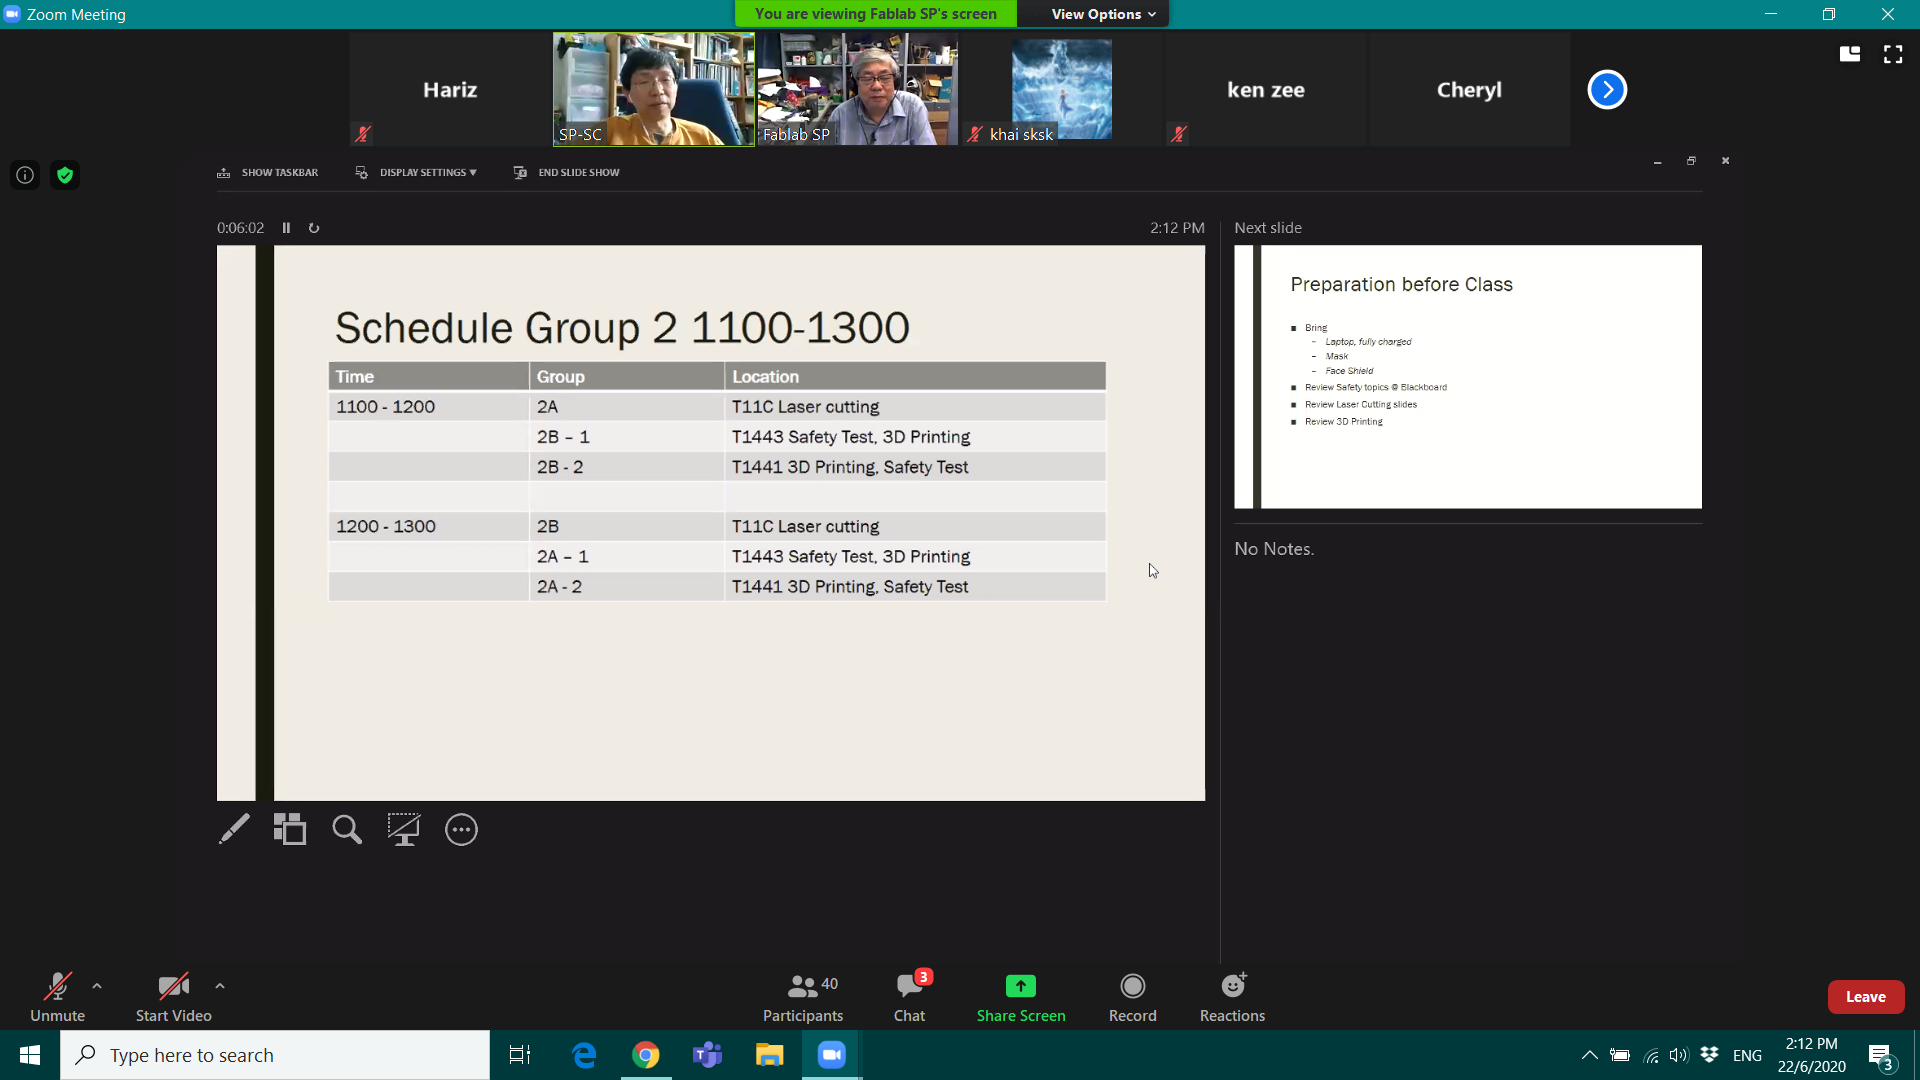 Zoom Meeting
You are viewing Fablab SP's screen
View Options
Hariz
SP-SC
Fablab SP
khai sksk
ken zee
Cheryl
SHOW TASKBAR
DISPLAY SETTINGS ▼
END SLIDE SHOW
0:06:02
2:12 PM
Next slide
Schedule Group 2 1100-1300
Time Group Location
1100 - 1200 2A T11C Laser cutting
2B – 1 T1443 Safety Test, 3D Printing
2B - 2 T1441 3D Printing, Safety Test
1200 - 1300 2B T11C Laser cutting
2A – 1 T1443 Safety Test, 3D Printing
2A - 2 T1441 3D Printing, Safety Test
Preparation before Class
■ Bring
– Laptop, fully charged
– Mask
– Face Shield
■ Review Safety topics @ Blackboard
■ Review Laser Cutting slides
■ Review 3D Printing
No Notes.
Unmute
Start Video
40
Participants
3
Chat
Share Screen
Record
Reactions
Leave
Type here to search
ENG
2:12 PM
22/6/2020
3